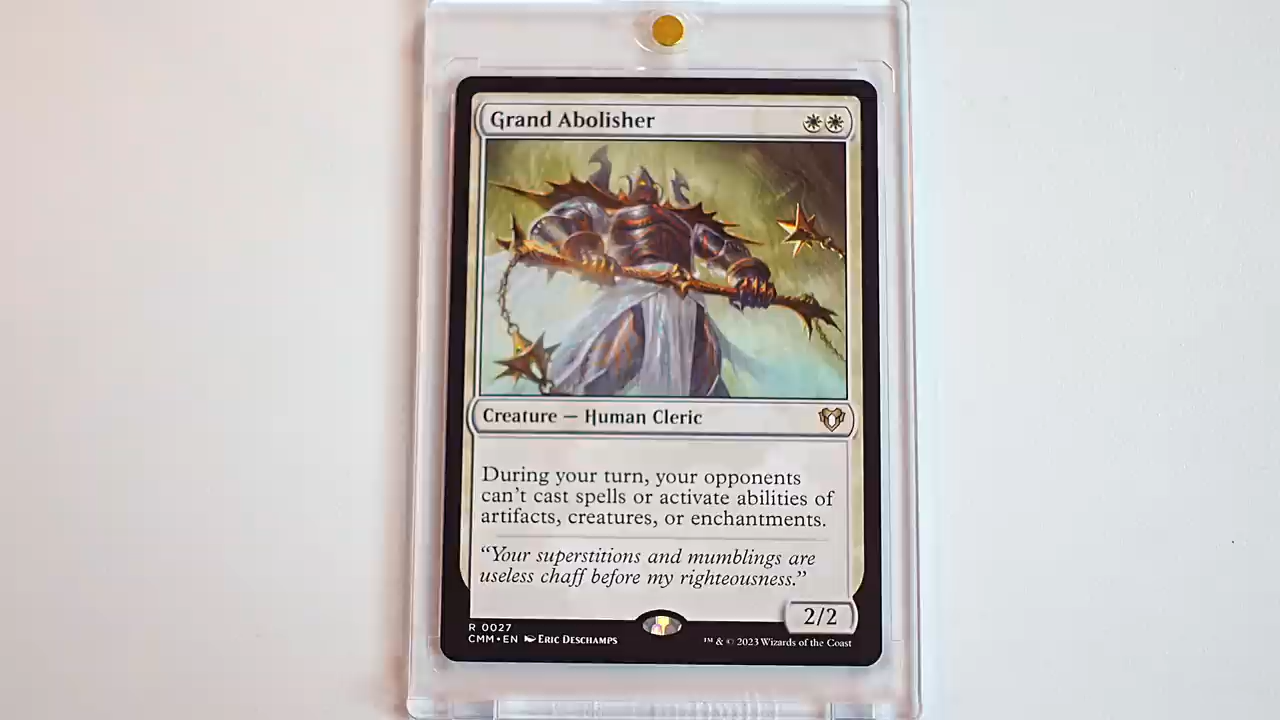 Grand Abolisher
Creature — Human Cleric
During your turn, your opponents
can't cast spells or activate abilities of
artifacts, creatures, or enchantments.
“Your superstitions and mumblings are
useless chaff before my righteousness.”
2/2
R 0027
CMM • EN Eric Deschamps
™ & © 2023 Wizards of the Coast